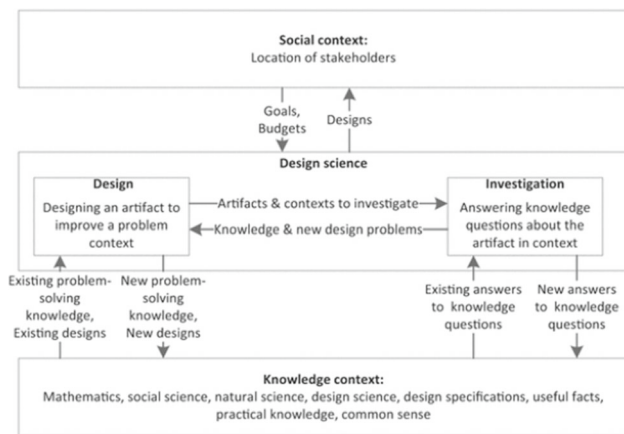 Social context:
Location of stakeholders
Goals,
Budgets
Designs
Design science
Design
Designing an artifact to
improve a problem
context
Artifacts & contexts to investigate
Knowledge & new design problems
Investigation
Answering knowledge
questions about the
artifact in context
Existing problem-
solving
knowledge,
Existing designs
New problem-
solving
knowledge,
New designs
Existing answers
to knowledge
questions
New answers
to knowledge
questions
Knowledge context:
Mathematics, social science, natural science, design science, design specifications, useful facts,
practical knowledge, common sense